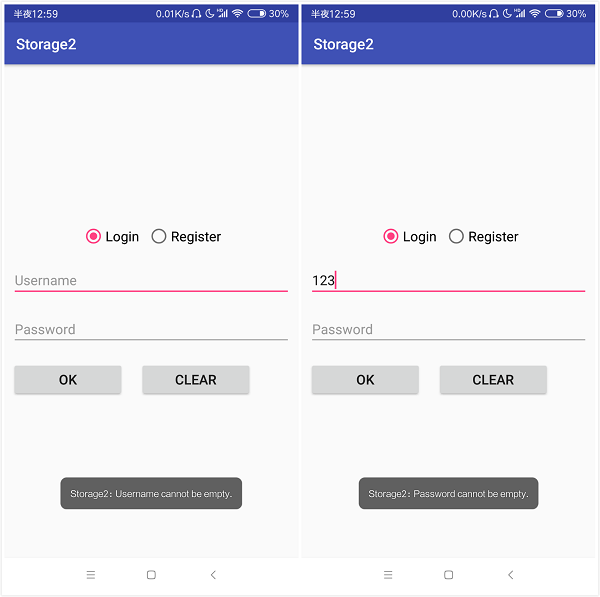 半夜12:59 0.01K/s HD 30%
Storage2
Login Register
Username
Password
OK CLEAR
Storage2: Username cannot be empty.
半夜12:59 0.00K/s HD 30%
Storage2
Login Register
123
Password
OK CLEAR
Storage2: Password cannot be empty.